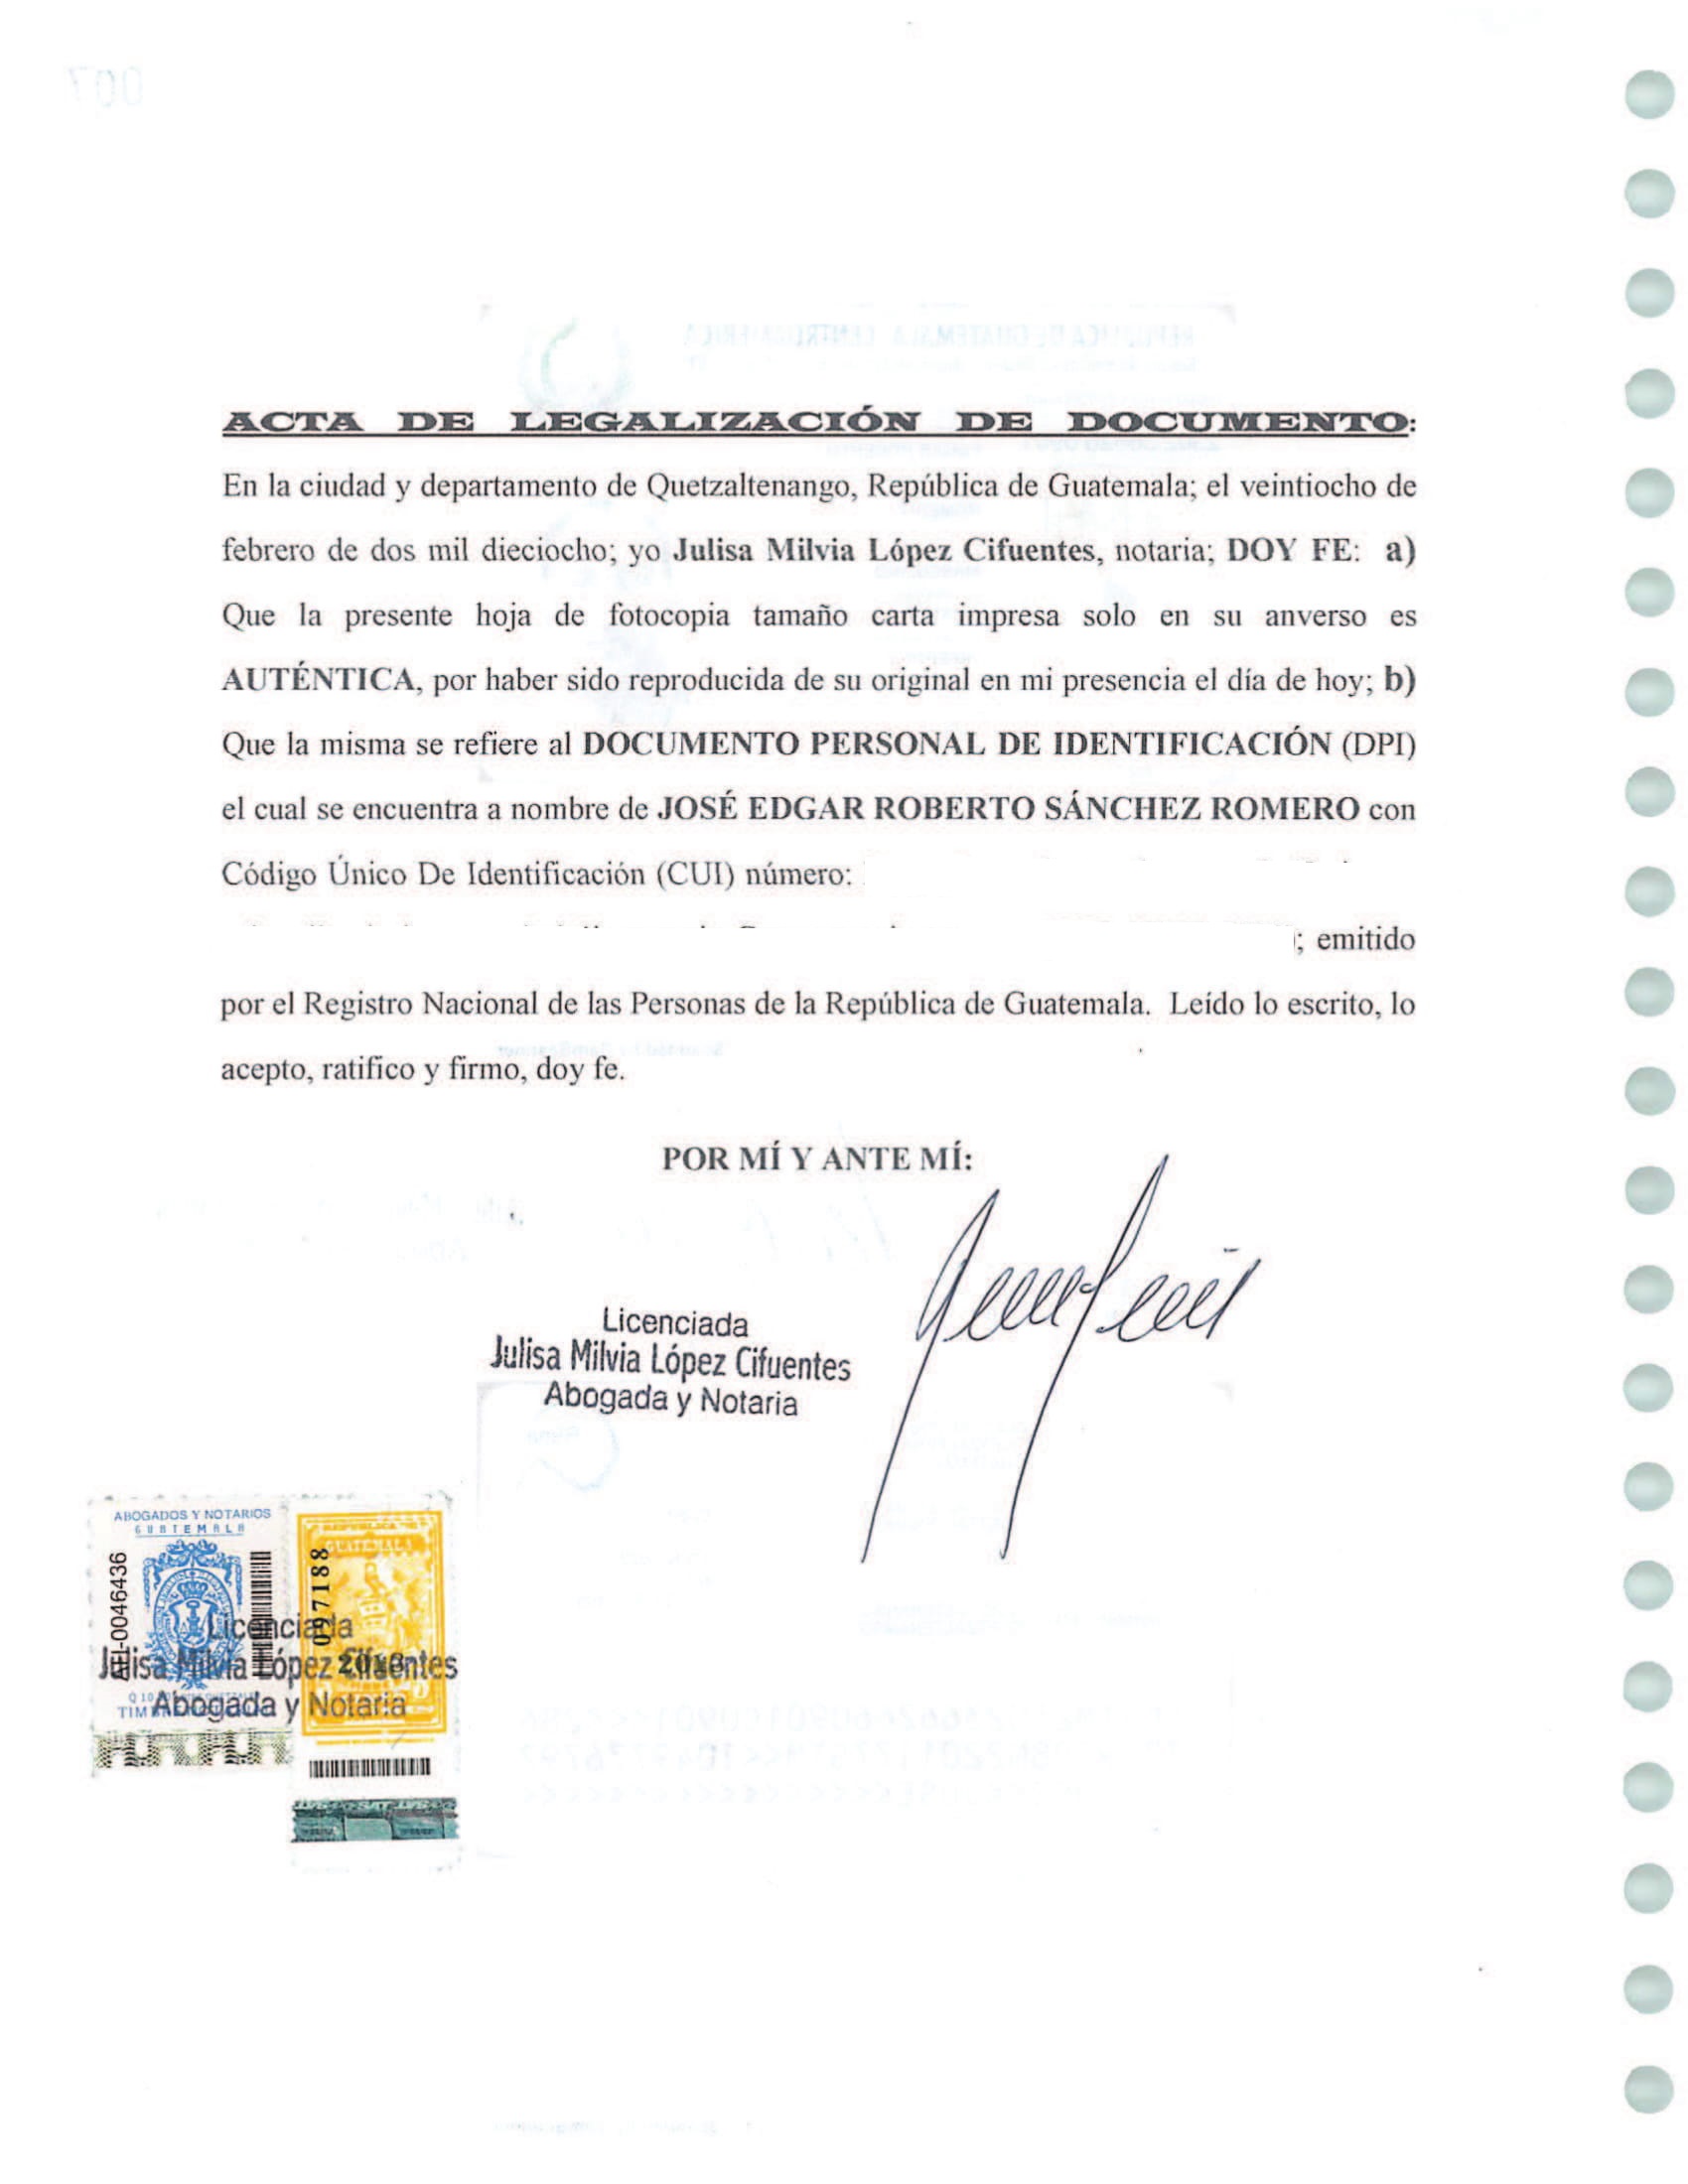 ACTA DE LEGALIZACIÓN DE DOCUMENTO:
En la ciudad y departamento de Quetzaltenango, República de Guatemala; el veintiocho de
febrero de dos mil dieciocho; yo Julisa Milvia López Cifuentes, notaria; DOY FE: a)
Que la presente hoja de fotocopia tamaño carta impresa solo en su anverso es
AUTÉNTICA, por haber sido reproducida de su original en mi presencia el día de hoy; b)
Que la misma se refiere al DOCUMENTO PERSONAL DE IDENTIFICACIÓN (DPI)
el cual se encuentra a nombre de JOSÉ EDGAR ROBERTO SÁNCHEZ ROMERO con
Código Único De Identificación (CUI) número:
; emitido
por el Registro Nacional de las Personas de la República de Guatemala. Leído lo escrito, lo
acepto, ratifico y firmo, doy fe.
POR MÍ Y ANTE MÍ:
Licenciada
Julisa Milvia López Cifuentes
Abogada y Notaria
ABOGADOS Y NOTARIOS
GUATEMALA
0046436
GUATEMALA
097188
Licenciada
Julisa Milvia López Cifuentes
Abogada y Notaria